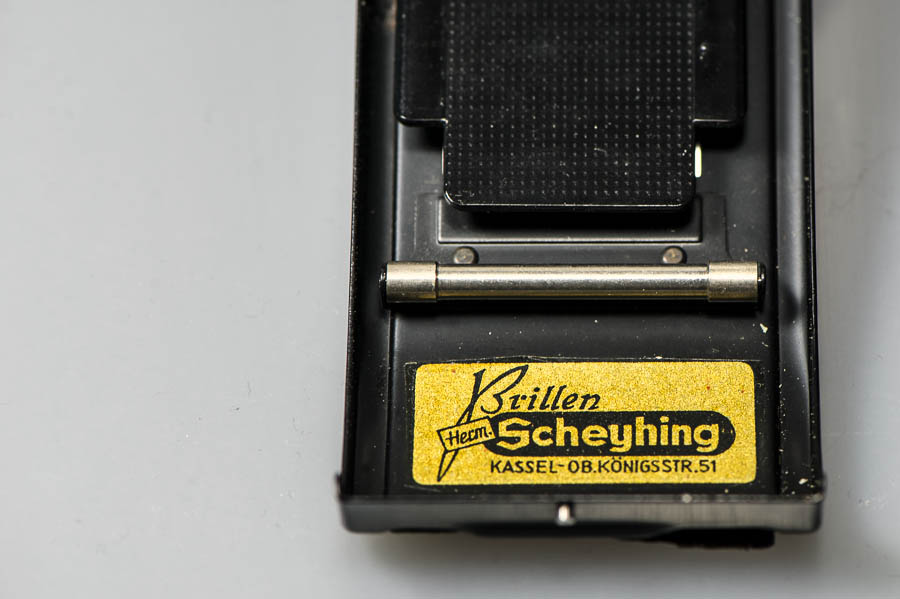 Brillen
Herm. Scheyhing
KASSEL-OB.KÖNIGSSTR.51